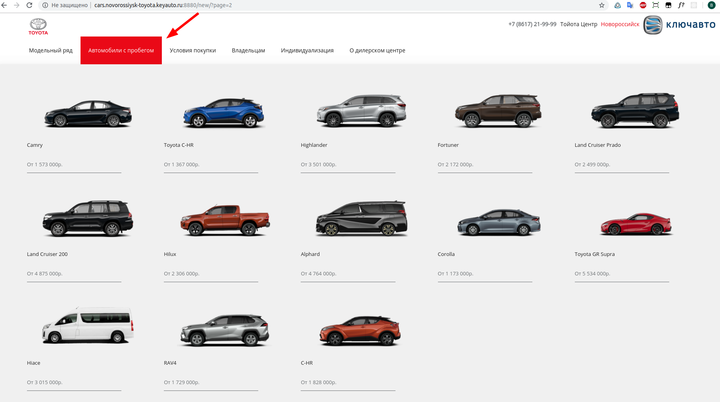 Не защищено | cars.novorossiysk-toyota.keyauto.ru:8880/new/?page=2
TOYOTA
+7 (8617) 21-99-99 Тойота Центр Новороссийск КЛЮЧАВТО
Модельный ряд Автомобили с пробегом Условия покупки Владельцам Индивидуализация О дилерском центре
Camry Toyota C-HR Highlander Fortuner Land Cruiser Prado
От 1 573 000р. От 1 367 000р. От 3 501 000р. От 2 172 000р. От 2 499 000р.
Land Cruiser 200 Hilux Alphard Corolla Toyota GR Supra
От 4 875 000р. От 2 306 000р. От 4 764 000р. От 1 173 000р. От 5 534 000р.
Hiace RAV4 C-HR
От 3 015 000р. От 1 729 000р. От 1 828 000р.